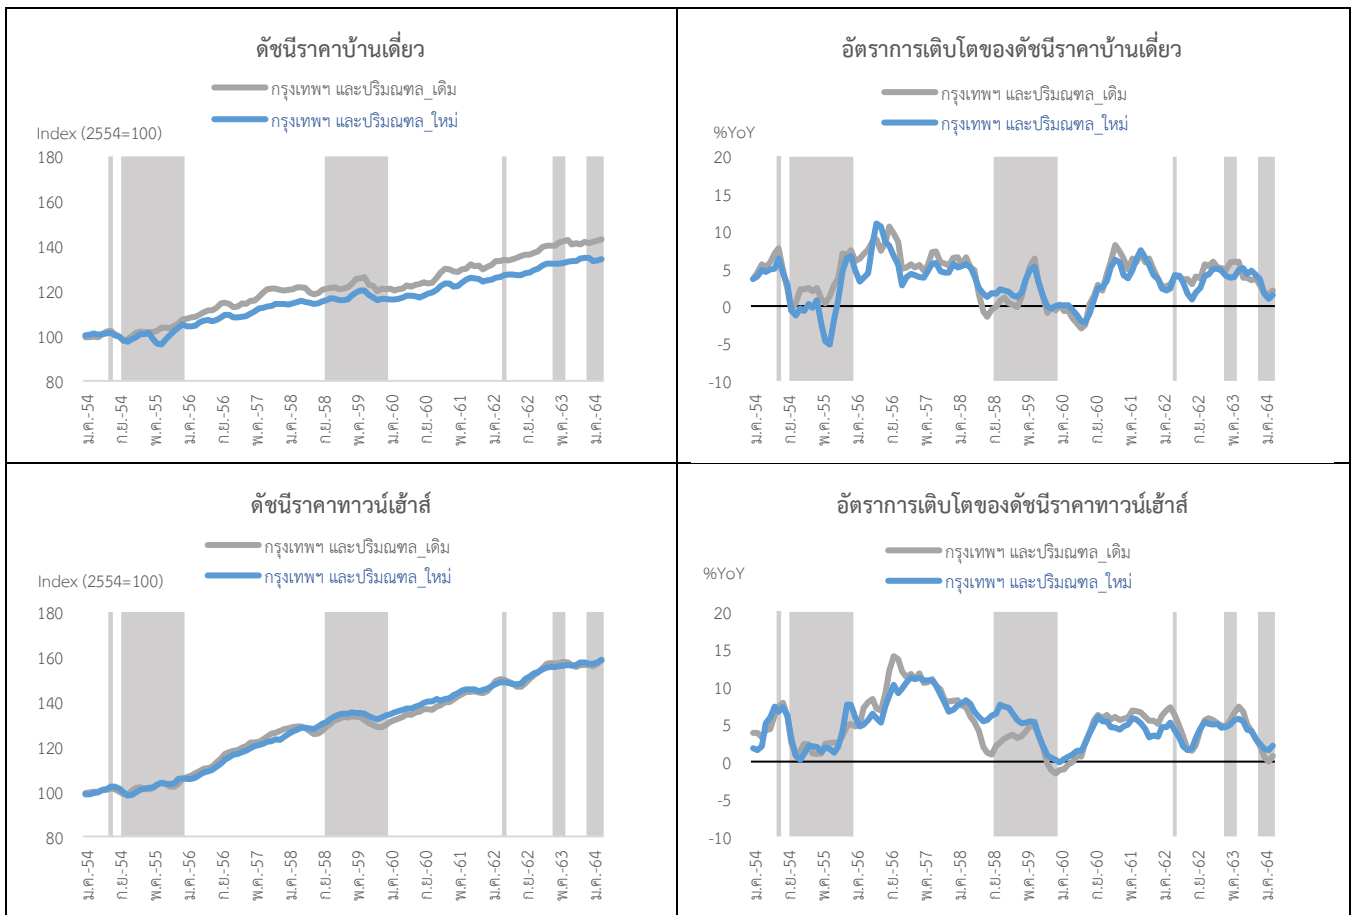 ดัชนีราคาบ้านเดี่ยว
กรุงเทพฯ และปริมณฑล_เดิม
กรุงเทพฯ และปริมณฑล_ใหม่
Index (2554=100)
180
160
140
120
100
80
ม.ค.-54
ก.ย.-54
พ.ค.-55
ม.ค.-56
ก.ย.-56
พ.ค.-57
ม.ค.-58
ก.ย.-58
พ.ค.-59
ม.ค.-60
ก.ย.-60
พ.ค.-61
ม.ค.-62
ก.ย.-62
พ.ค.-63
ม.ค.-64
อัตราการเติบโตของดัชนีราคาบ้านเดี่ยว
กรุงเทพฯ และปริมณฑล_เดิม
กรุงเทพฯ และปริมณฑล_ใหม่
%YoY
20
15
10
5
0
-5
-10
ม.ค.-54
ก.ย.-54
พ.ค.-55
ม.ค.-56
ก.ย.-56
พ.ค.-57
ม.ค.-58
ก.ย.-58
พ.ค.-59
ม.ค.-60
ก.ย.-60
พ.ค.-61
ม.ค.-62
ก.ย.-62
พ.ค.-63
ม.ค.-64
ดัชนีราคาทาวน์เฮ้าส์
กรุงเทพฯ และปริมณฑล_เดิม
กรุงเทพฯ และปริมณฑล_ใหม่
Index (2554=100)
180
160
140
120
100
80
ม.ค.-54
ก.ย.-54
พ.ค.-55
ม.ค.-56
ก.ย.-56
พ.ค.-57
ม.ค.-58
ก.ย.-58
พ.ค.-59
ม.ค.-60
ก.ย.-60
พ.ค.-61
ม.ค.-62
ก.ย.-62
พ.ค.-63
ม.ค.-64
อัตราการเติบโตของดัชนีราคาทาวน์เฮ้าส์
กรุงเทพฯ และปริมณฑล_เดิม
กรุงเทพฯ และปริมณฑล_ใหม่
%YoY
20
15
10
5
0
-5
-10
ม.ค.-54
ก.ย.-54
พ.ค.-55
ม.ค.-56
ก.ย.-56
พ.ค.-57
ม.ค.-58
ก.ย.-58
พ.ค.-59
ม.ค.-60
ก.ย.-60
พ.ค.-61
ม.ค.-62
ก.ย.-62
พ.ค.-63
ม.ค.-64